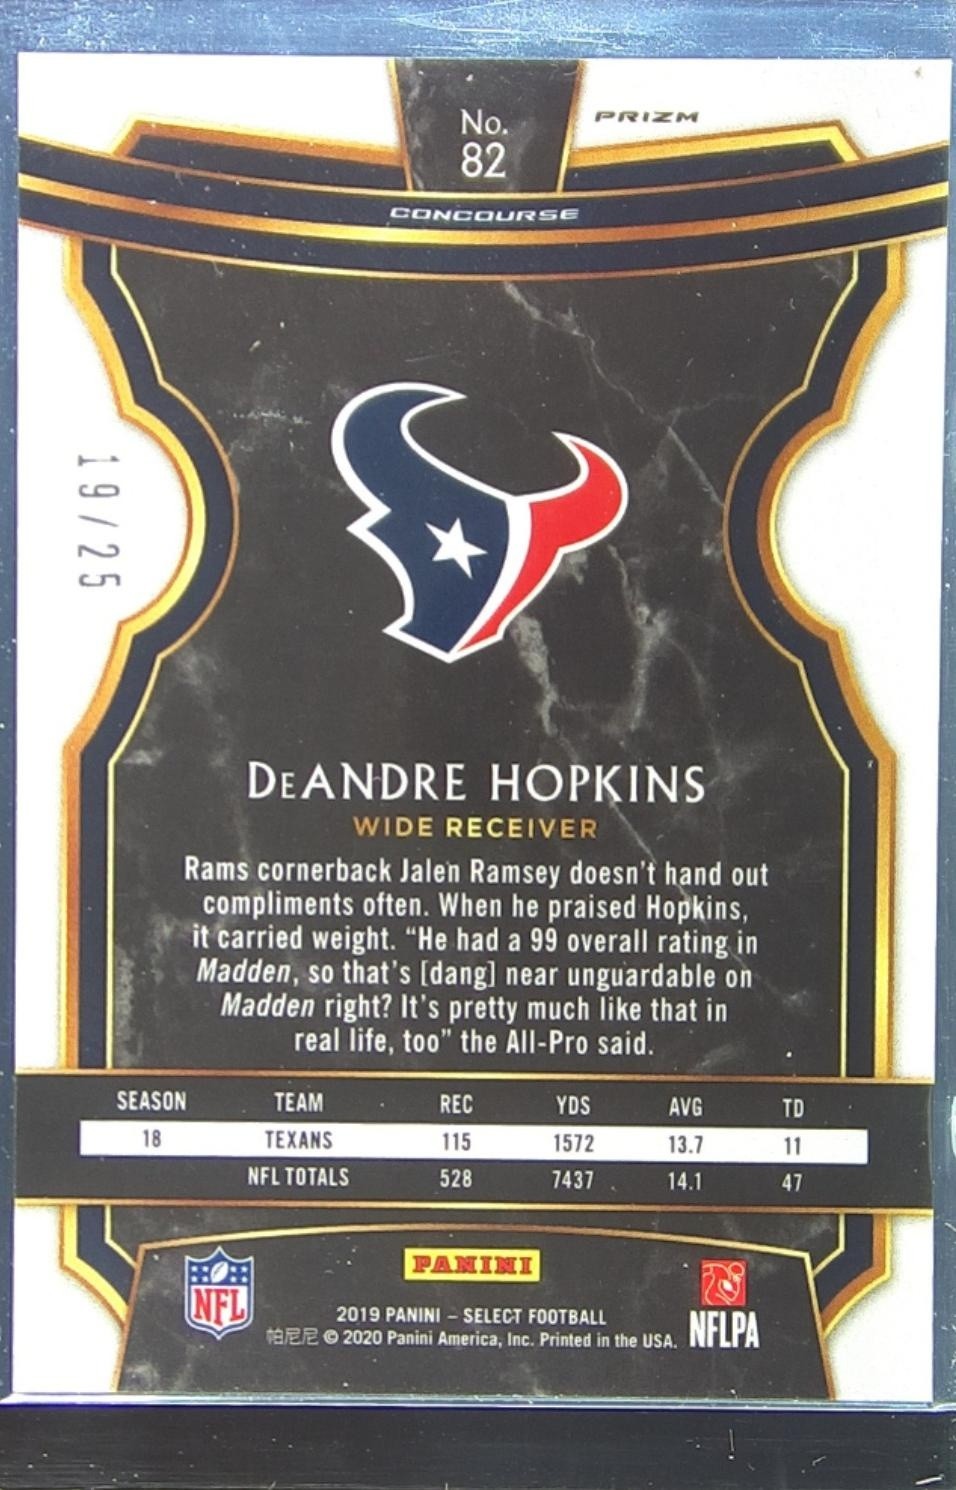 No.
82
PRIZM
CONCOURSE
19/25
DeANDRE HOPKINS
WIDE RECEIVER
Rams cornerback Jalen Ramsey doesn't hand out
compliments often. When he praised Hopkins,
it carried weight. “He had a 99 overall rating in
Madden, so that's [dang] near unguardable on
Madden right? It's pretty much like that in
real life, too” the All-Pro said.
SEASON TEAM REC YDS AVG TD
18 TEXANS 115 1572 13.7 11
NFL TOTALS 528 7437 14.1 47
NFL
PANINI
2019 PANINI – SELECT FOOTBALL
帕尼尼 © 2020 Panini America, Inc. Printed in the USA.
NFLPA